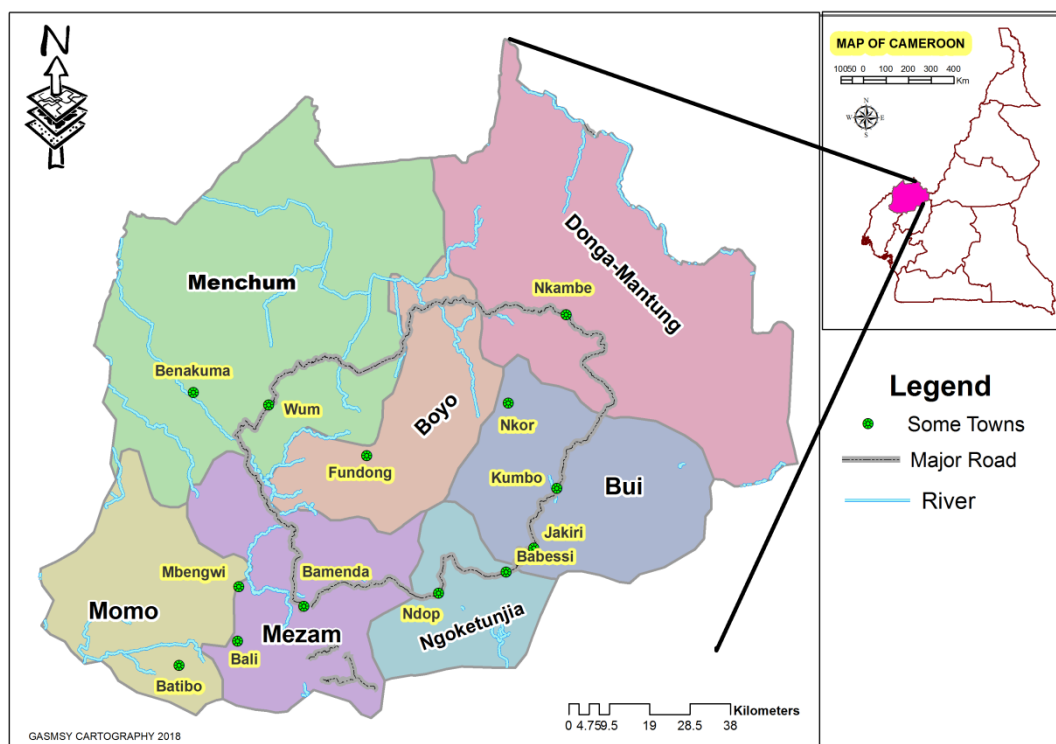 N
MAP OF CAMEROON
10050 0 100 200 300 400
Km
N
W E
S
Donga-Mantung
Menchum
Nkambe
Benakuma
Wum
Boyo
Nkor
Fundong
Kumbo
Bui
Jakiri
Babessi
Mbengwi
Bamenda
Ndop
Momo
Mezam
Ngoketunjia
Bali
Batibo
Legend
Some Towns
Major Road
River
Kilometers
0 4.759.5 19 28.5 38
GASMSY CARTOGRAPHY 2018